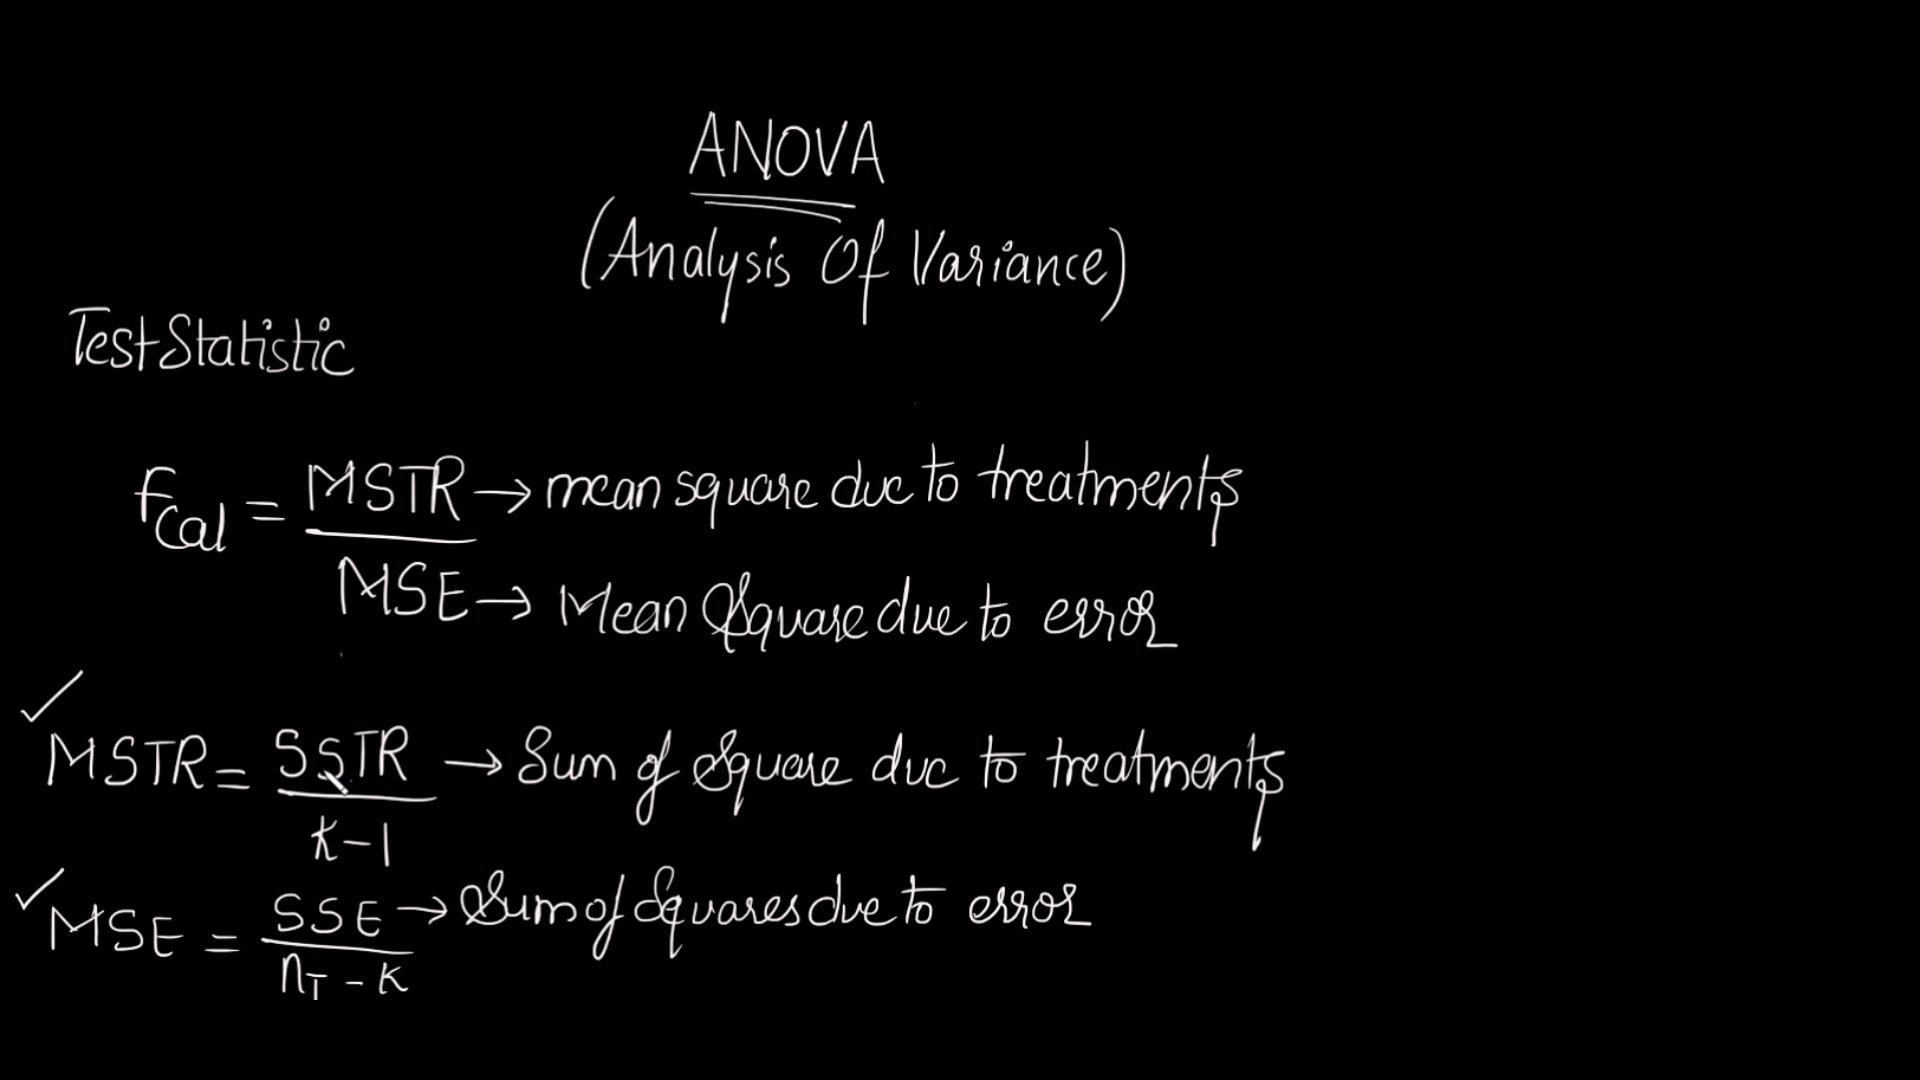 ANOVA
(Analysis Of Variance)
Test Statistic
Fcal = MSTR → mean square due to treatments
MSE → Mean Square due to error
MSTR = SSTR → Sum of Square due to treatments
K-1
MSE = SSE → Sum of Squares due to error
nT - K